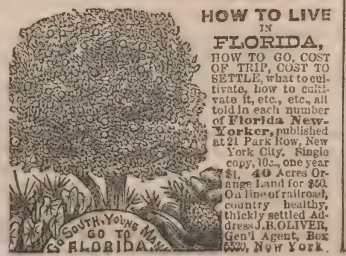 HOW TO LIVE
IN
FLORIDA,
HOW TO GO, COST
OF TRIP, COST TO
SETTLE, what to cul-
tivate, how to culti-
vate it, etc., etc., all
told in each number
of Florida New-
Yorker, published
at 21 Park Row, New
York City. Single
copy, 10c., one year
$1. 40 Acres Or-
ange Land for $50.
On line of railroad,
country healthy,
thickly settled Ad-
dress J.B. OLIVER,
Gen'l Agent, Box
New York.
GO SOUTH, YOUNG MAN
GO TO
FLORIDA.